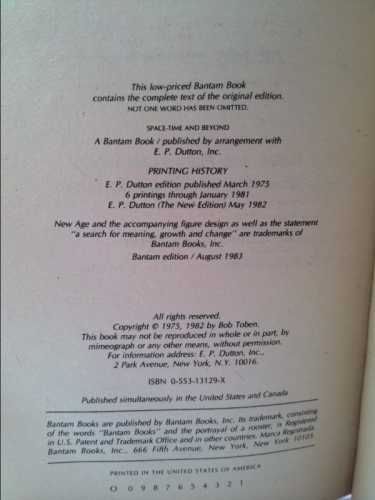 This low-priced Bantam Book
contains the complete text of the original edition.
NOT ONE WORD HAS BEEN OMITTED.
SPACE-TIME AND BEYOND
A Bantam Book / published by arrangement with
E. P. Dutton, Inc.
PRINTING HISTORY
E. P. Dutton edition published March 1975
6 printings through January 1981
E. P. Dutton (The New Edition) May 1982
New Age and the accompanying figure design as well as the statement
"a search for meaning, growth and change" are trademarks of
Bantam Books, Inc.
Bantam edition / August 1983
All rights reserved.
Copyright © 1975, 1982 by Bob Toben.
This book may not be reproduced in whole or in part, by
mimeograph or any other means, without permission.
For information address: E. P. Dutton, Inc.,
2 Park Avenue, New York, N.Y. 10016.
ISBN 0-553-13129-X
Published simultaneously in the United States and Canada
Bantam Books are published by Bantam Books, Inc. Its trademark, consisting
of the words "Bantam Books" and the portrayal of a rooster, is Registered
in U.S. Patent and Trademark Office and in other countries. Marca Registrada.
Bantam Books, Inc., 666 Fifth Avenue, New York, New York 10103.
PRINTED IN THE UNITED STATES OF AMERICA
O 0 9 8 7 6 5 4 3 2 1